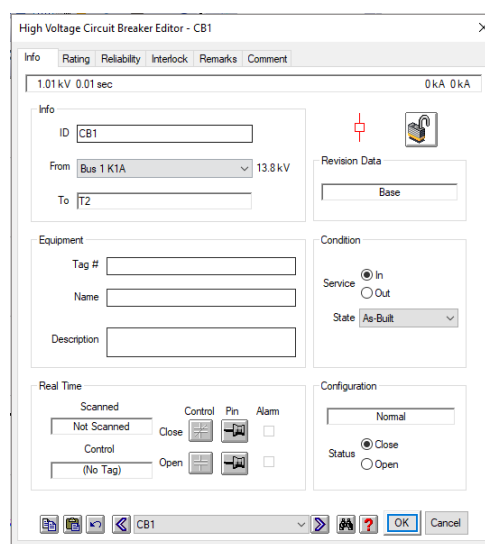 High Voltage Circuit Breaker Editor - CB1
Info Rating Reliability Interlock Remarks Comment
1.01 kV 0.01 sec 0 kA 0 kA
Info
ID CB1
From Bus 1 K1A 13.8 kV
To T2
Revision Data
Base
Equipment
Tag #
Name
Description
Condition
Service In
Out
State As-Built
Real Time
Scanned
Not Scanned
Control
(No Tag)
Control Pin Alarm
Close
Open
Configuration
Normal
Status Close
Open
CB1 ? OK Cancel